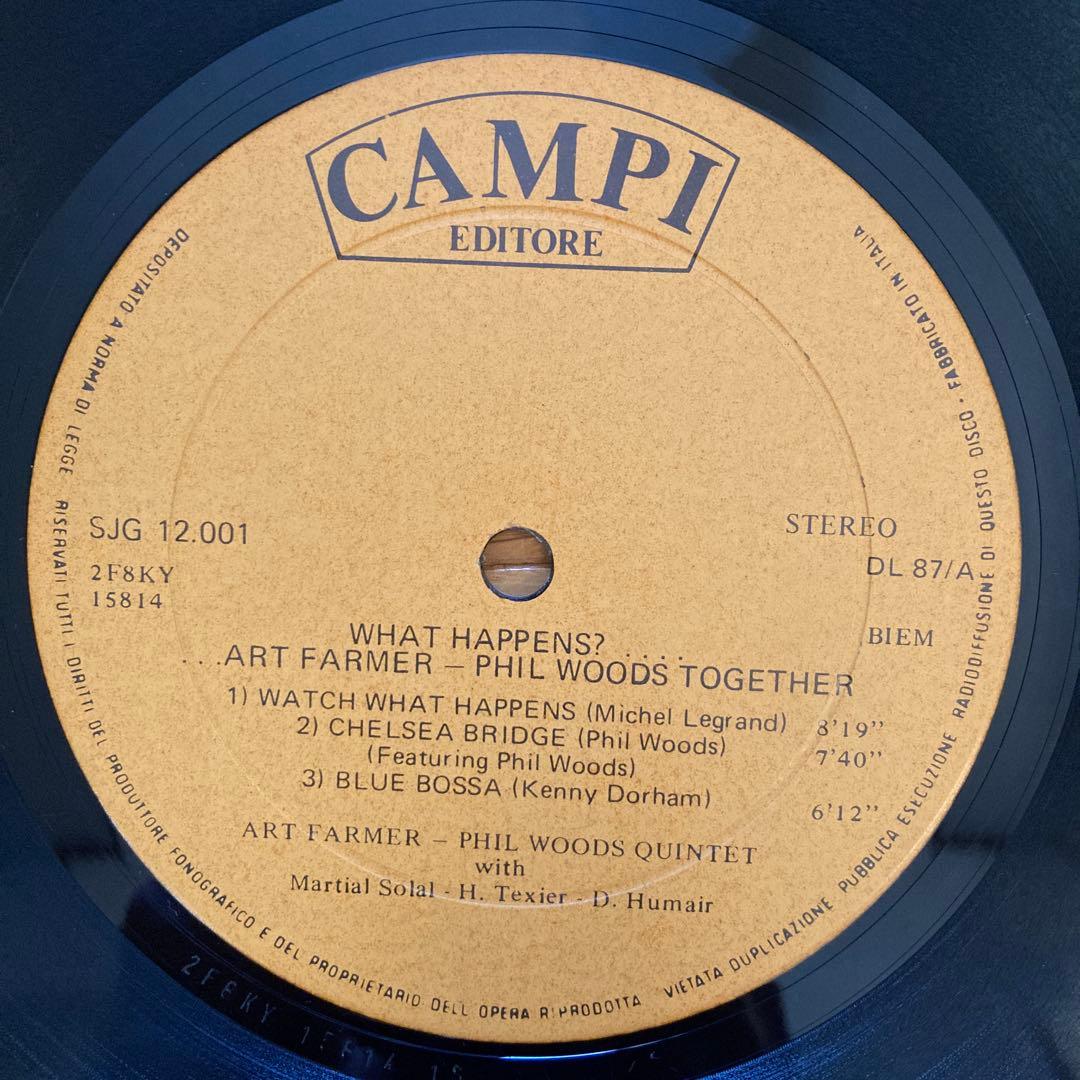 CAMPI
EDITORE
DEPOSITATO A NORMA DI LEGGE RISERVATI TUTTI I DIRITTI DEL PRODUTTORE FONOGRAFICO E DEL PROPRIETARIO DELL OPERA RIPRODOTTA VIETATA DUPLICAZIONE PUBBLICA ESECUZIONE RADIODIFFUSIONE DI QUESTO DISCO • FABBRICATO IN ITALIA
SJG 12.001
STEREO
2F8KY
15814
DL 87/A
BIEM
WHAT HAPPENS? ....
...ART FARMER – PHIL WOODS TOGETHER
1) WATCH WHAT HAPPENS (Michel Legrand) 8'19''
2) CHELSEA BRIDGE (Phil Woods) 7'40''
(Featuring Phil Woods)
3) BLUE BOSSA (Kenny Dorham) 6'12''
ART FARMER – PHIL WOODS QUINTET
with
Martial Solal - H. Texier - D. Humair